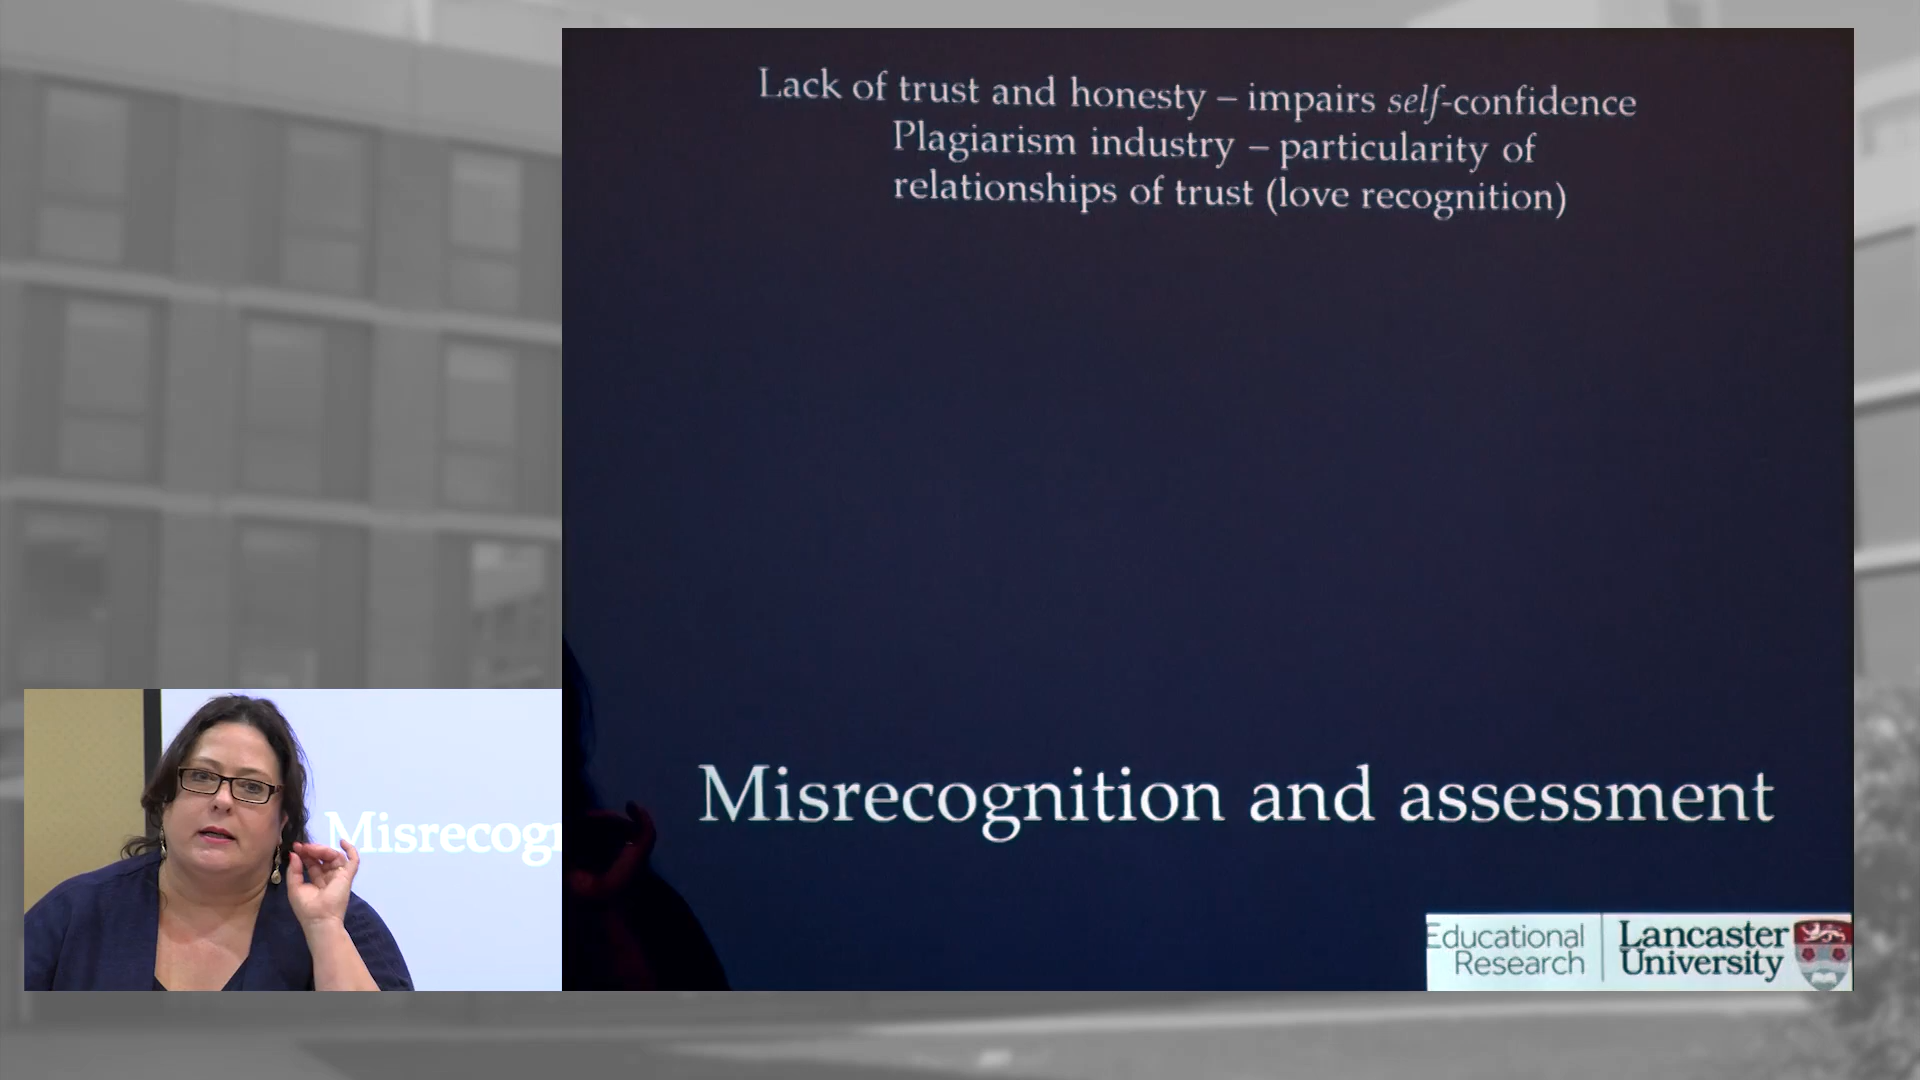 Lack of trust and honesty – impairs self-confidence
Plagiarism industry – particularity of
relationships of trust (love recognition)
Misrecognition and assessment
Misrecogn
Educational
Research
Lancaster
University